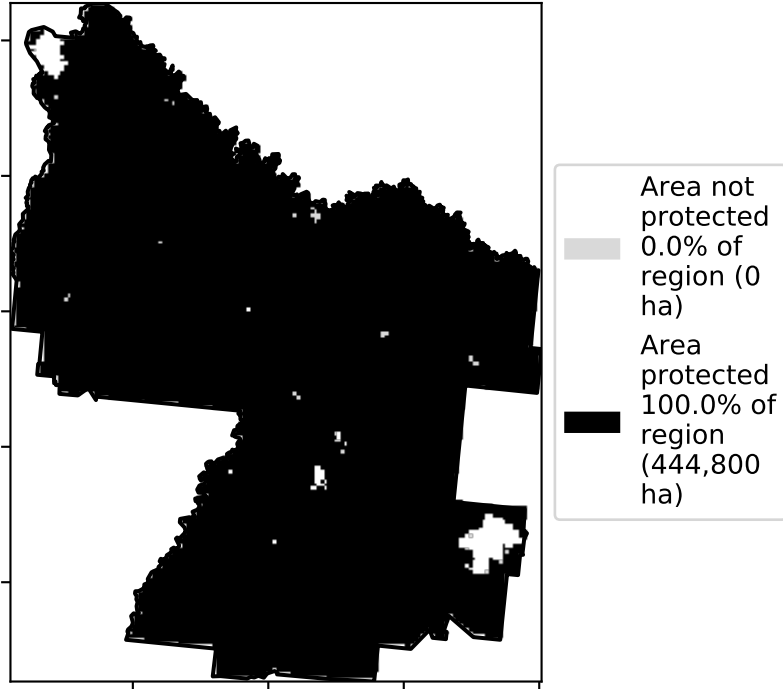 Area not
protected
0.0% of
region (0
ha)
Area
protected
100.0% of
region
(444,800
ha)